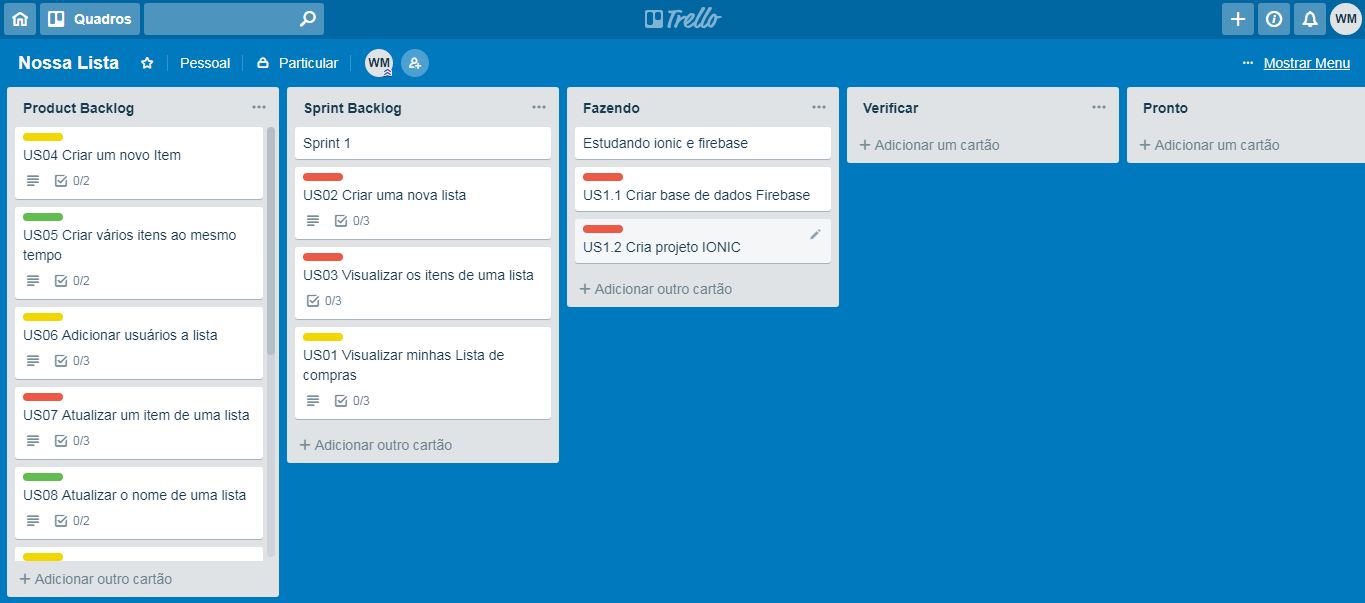 Quadros
Trello
WM
Nossa Lista
Pessoal
Particular
WM
Mostrar Menu
Product Backlog
US04 Criar um novo Item
0/2
US05 Criar vários itens ao mesmo
tempo
0/2
US06 Adicionar usuários a lista
0/3
US07 Atualizar um item de uma lista
0/3
US08 Atualizar o nome de uma lista
0/2
+ Adicionar outro cartão
Sprint Backlog
Sprint 1
US02 Criar uma nova lista
0/3
US03 Visualizar os itens de uma lista
0/3
US01 Visualizar minhas Lista de
compras
0/3
+ Adicionar outro cartão
Fazendo
Estudando ionic e firebase
US1.1 Criar base de dados Firebase
US1.2 Cria projeto IONIC
+ Adicionar outro cartão
Verificar
+ Adicionar um cartão
Pronto
+ Adicionar um cartão